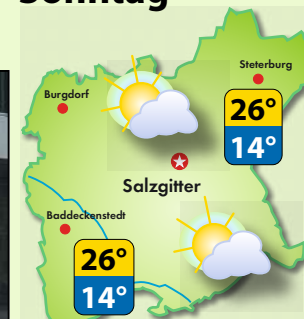 Sonntag
Steterburg
Burgdorf
26°
14°
Salzgitter
Baddeckenstedt
26°
14°